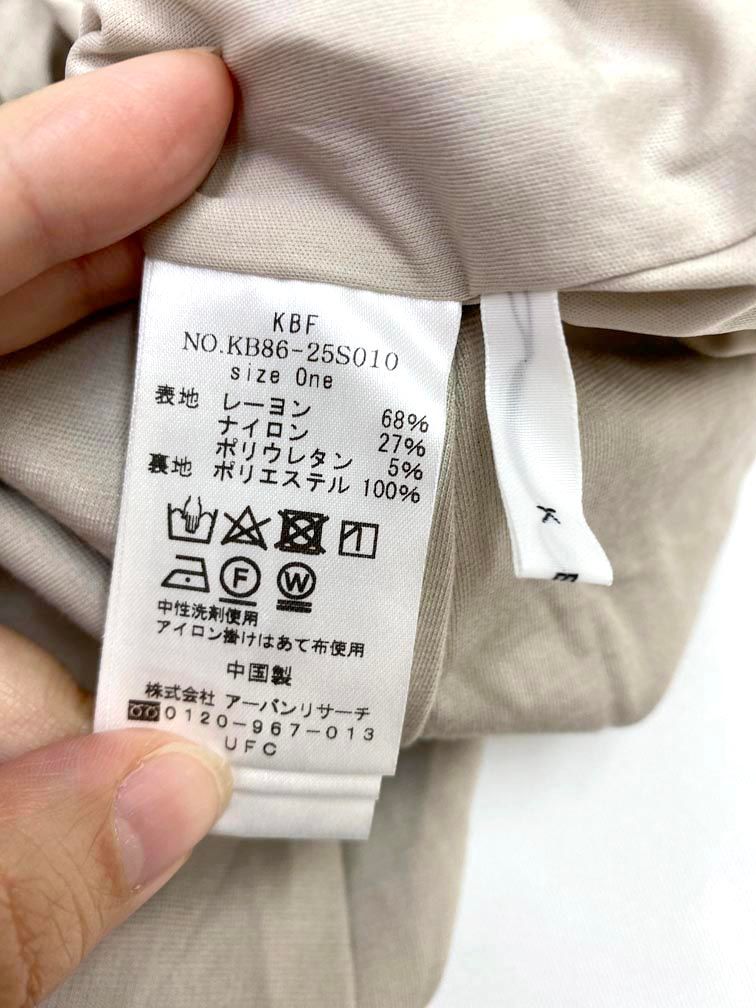 KBF
NO.KB86-25S010
size One
表地 レーヨン 68%
ナイロン 27%
ポリウレタン 5%
裏地 ポリエステル 100%
F W
中性洗剤使用
アイロン掛けはあて布使用
中国製
株式会社 アーバンリサーチ
0120-967-013
UFC